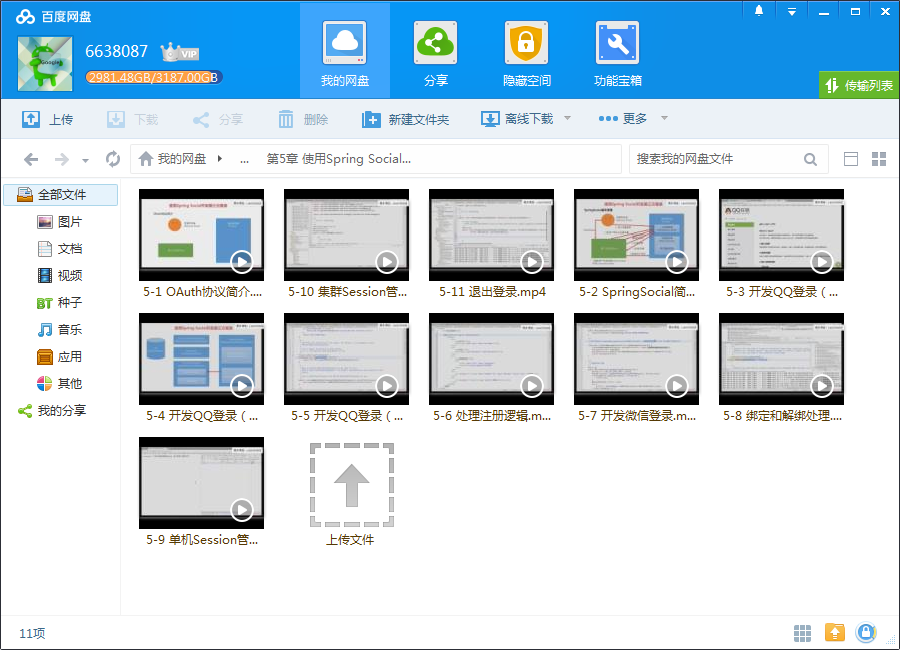 百度网盘
6638087
VIP
2981.48GB/3187.00GB
我的网盘
分享
隐藏空间
功能宝箱
传输列表
上传
下载
分享
删除
新建文件夹
离线下载
更多
我的网盘
...
第5章 使用Spring Social...
搜索我的网盘文件
全部文件
图片
文档
视频
BT 种子
音乐
应用
其他
我的分享
5-1 OAuth协议简介....
5-10 集群Session管...
5-11 退出登录.mp4
5-2 SpringSocial简...
5-3 开发QQ登录（...
5-4 开发QQ登录（...
5-5 开发QQ登录（...
5-6 处理注册逻辑.m...
5-7 开发微信登录.m...
5-8 绑定和解绑处理....
5-9 单机Session管...
上传文件
11项